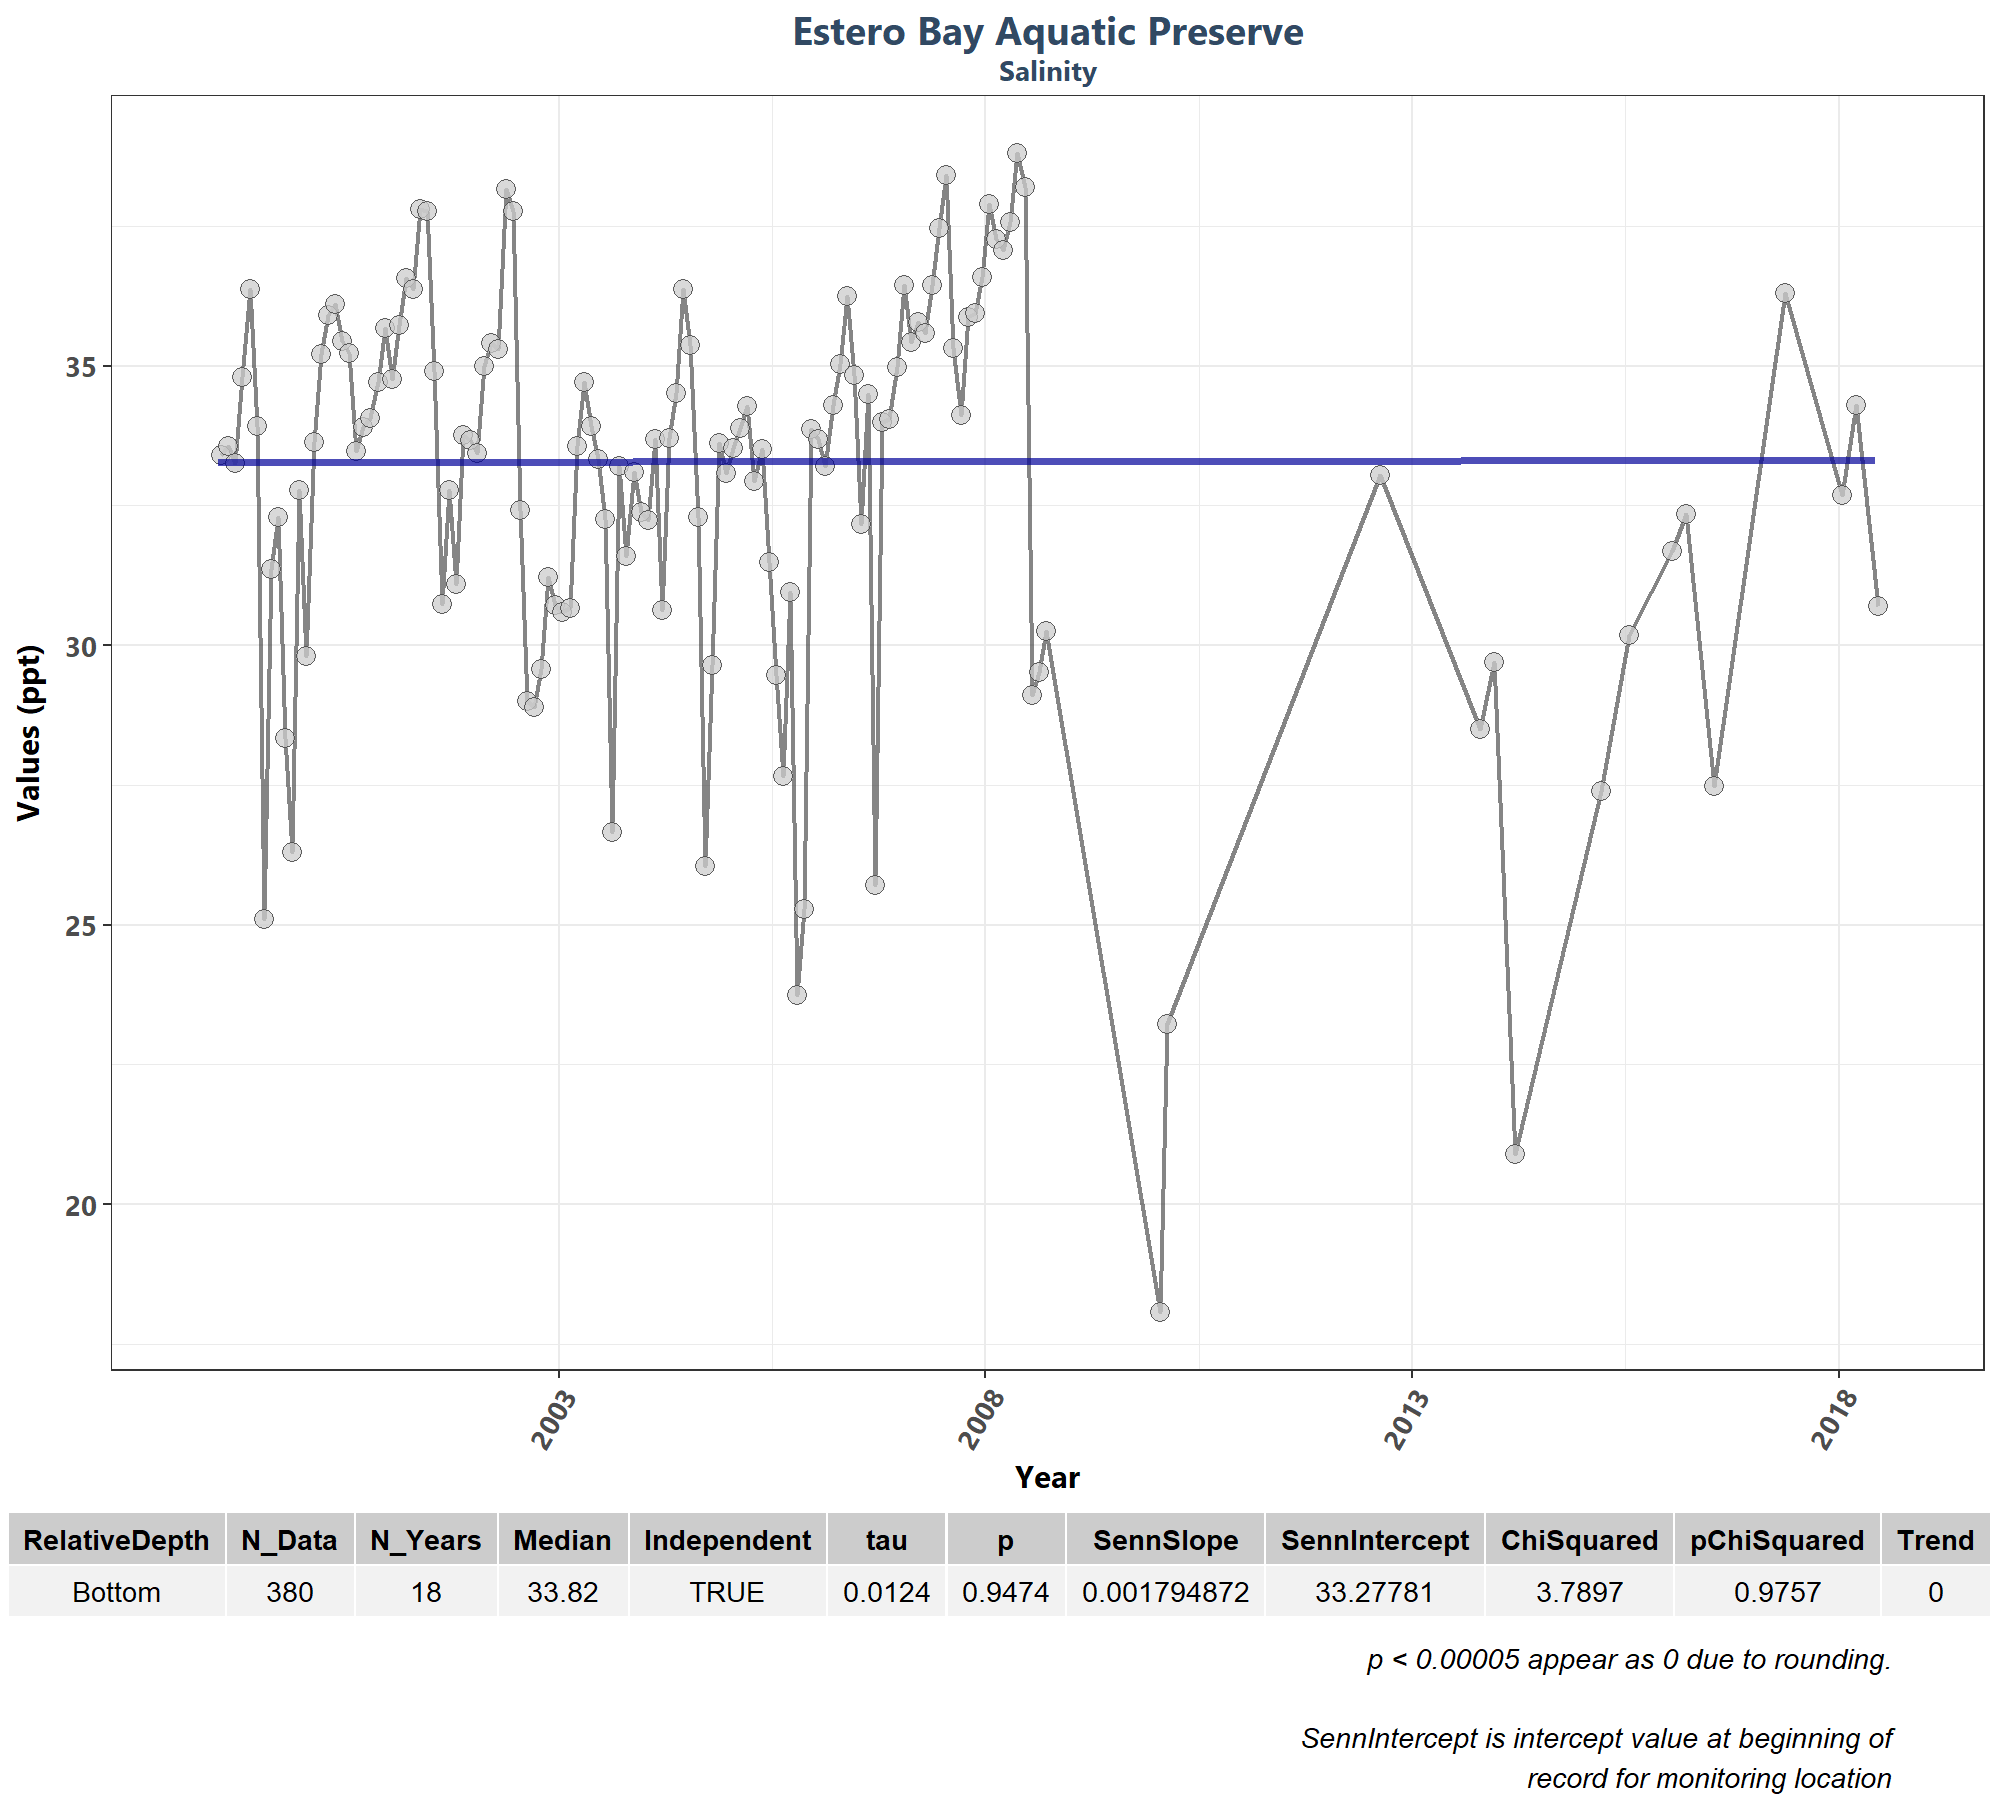 Estero Bay Aquatic Preserve
Salinity
Values (ppt)
35
30
25
20
2003
2008
2013
2018
Year
RelativeDepth N_Data N_Years Median Independent tau p SennSlope SennIntercept ChiSquared pChiSquared Trend
Bottom 380 18 33.82 TRUE 0.0124 0.9474 0.001794872 33.27781 3.7897 0.9757 0
p < 0.00005 appear as 0 due to rounding.
SennIntercept is intercept value at beginning of
record for monitoring location